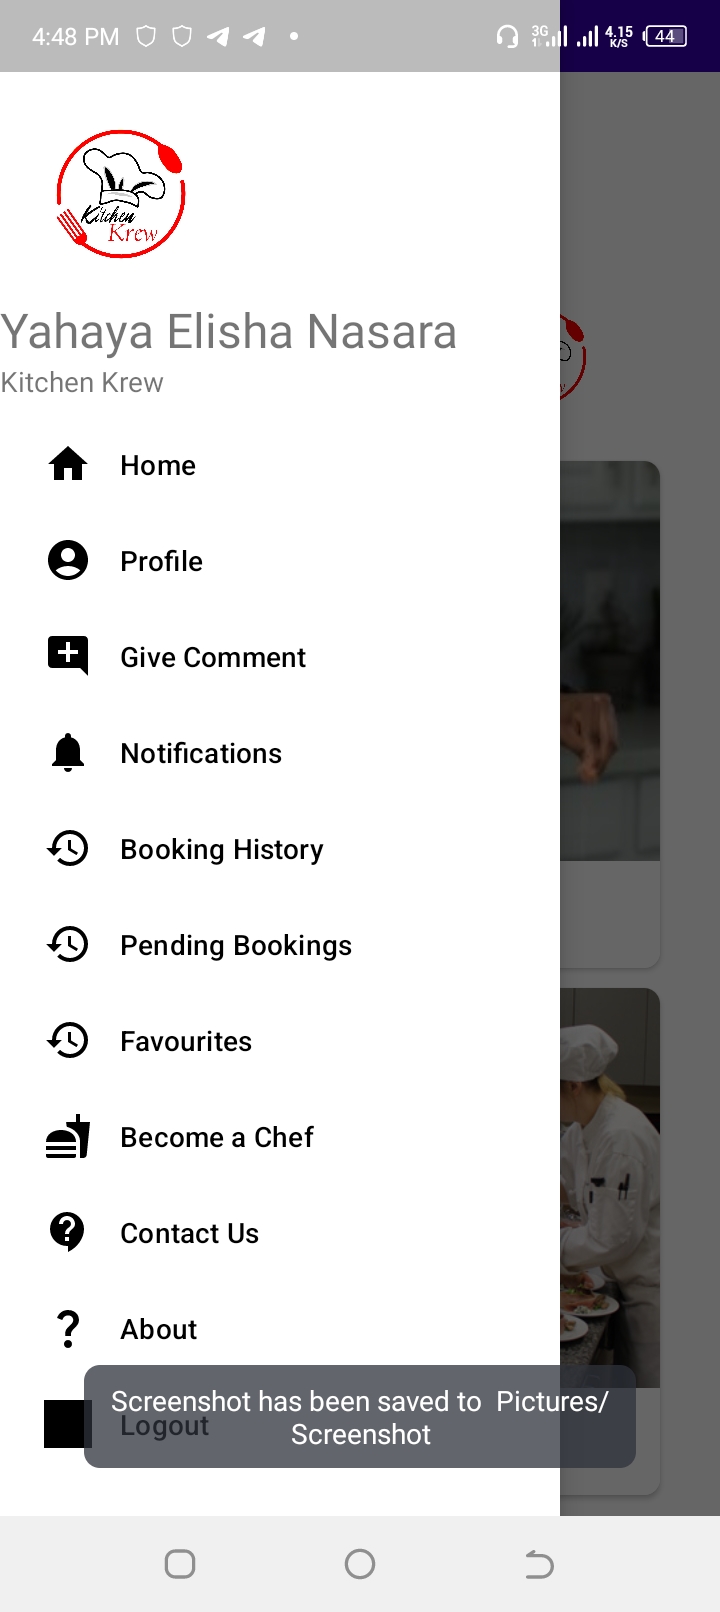 4:48 PM
3G
4.15
K/S
44
Kitchen
Krew
Yahaya Elisha Nasara
Kitchen Krew
Home
Profile
Give Comment
Notifications
Booking History
Pending Bookings
Favourites
Become a Chef
Contact Us
About
Screenshot has been saved to  Pictures/
Screenshot
Logout